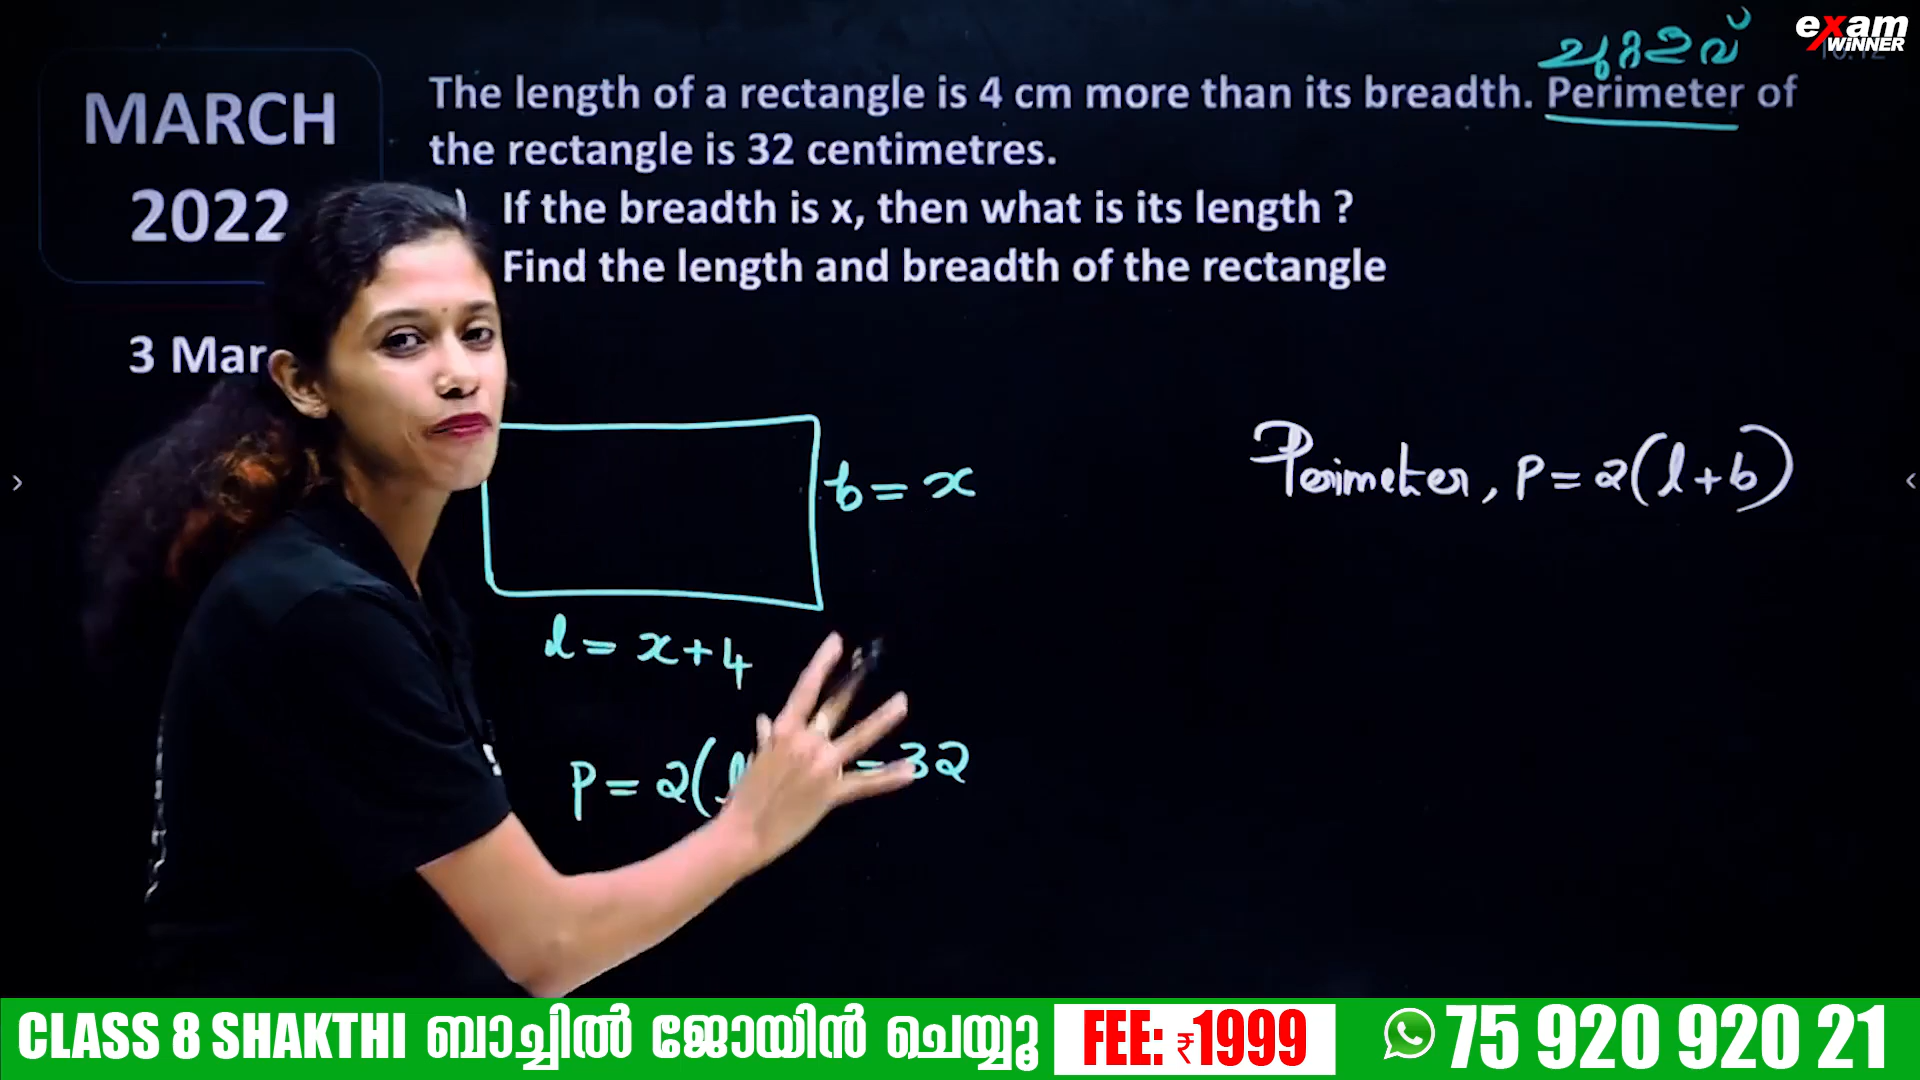 ചുറ്റളവ്
exam
WINNER
MARCH
2022
The length of a rectangle is 4 cm more than its breadth. Perimeter of
the rectangle is 32 centimetres.
) If the breadth is x, then what is its length ?
Find the length and breadth of the rectangle
3 Mar
b = x
Perimeter, P = 2(l+b)
l = x+4
P = 2(l = 32
CLASS 8 SHAKTHI ബാച്ചിൽ ജോയിൻ ചെയ്യൂ FEE: ₹1999 75 920 920 21